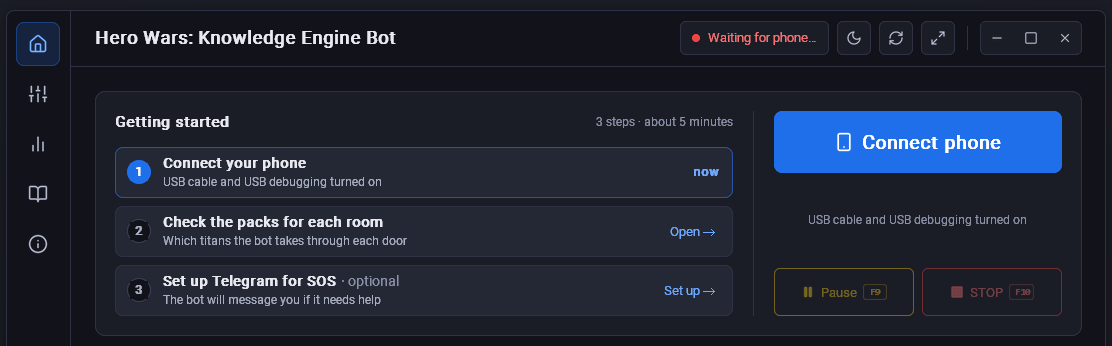 Hero Wars: Knowledge Engine Bot
Waiting for phone...
Getting started
3 steps · about 5 minutes
1
Connect your phone
USB cable and USB debugging turned on
now
2
Check the packs for each room
Which titans the bot takes through each door
Open →
3
Set up Telegram for SOS · optional
The bot will message you if it needs help
Set up →
Connect phone
USB cable and USB debugging turned on
Pause F9
STOP F10